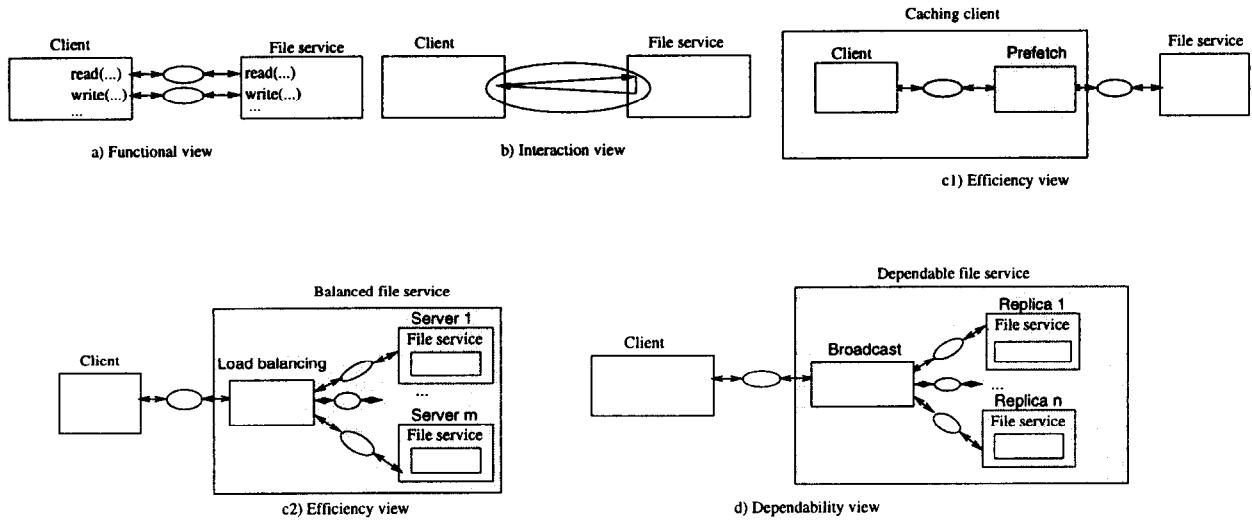 Client
File service
read(...)
read(...)
write(...)
write(...)
...
...
a) Functional view
Client
File service
b) Interaction view
Caching client
Client
Prefetch
File service
c1) Efficiency view
Balanced file service
Client
Load balancing
Server 1
File service
...
Server m
File service
c2) Efficiency view
Dependable file service
Client
Broadcast
Replica 1
File service
...
Replica n
File service
d) Dependability view